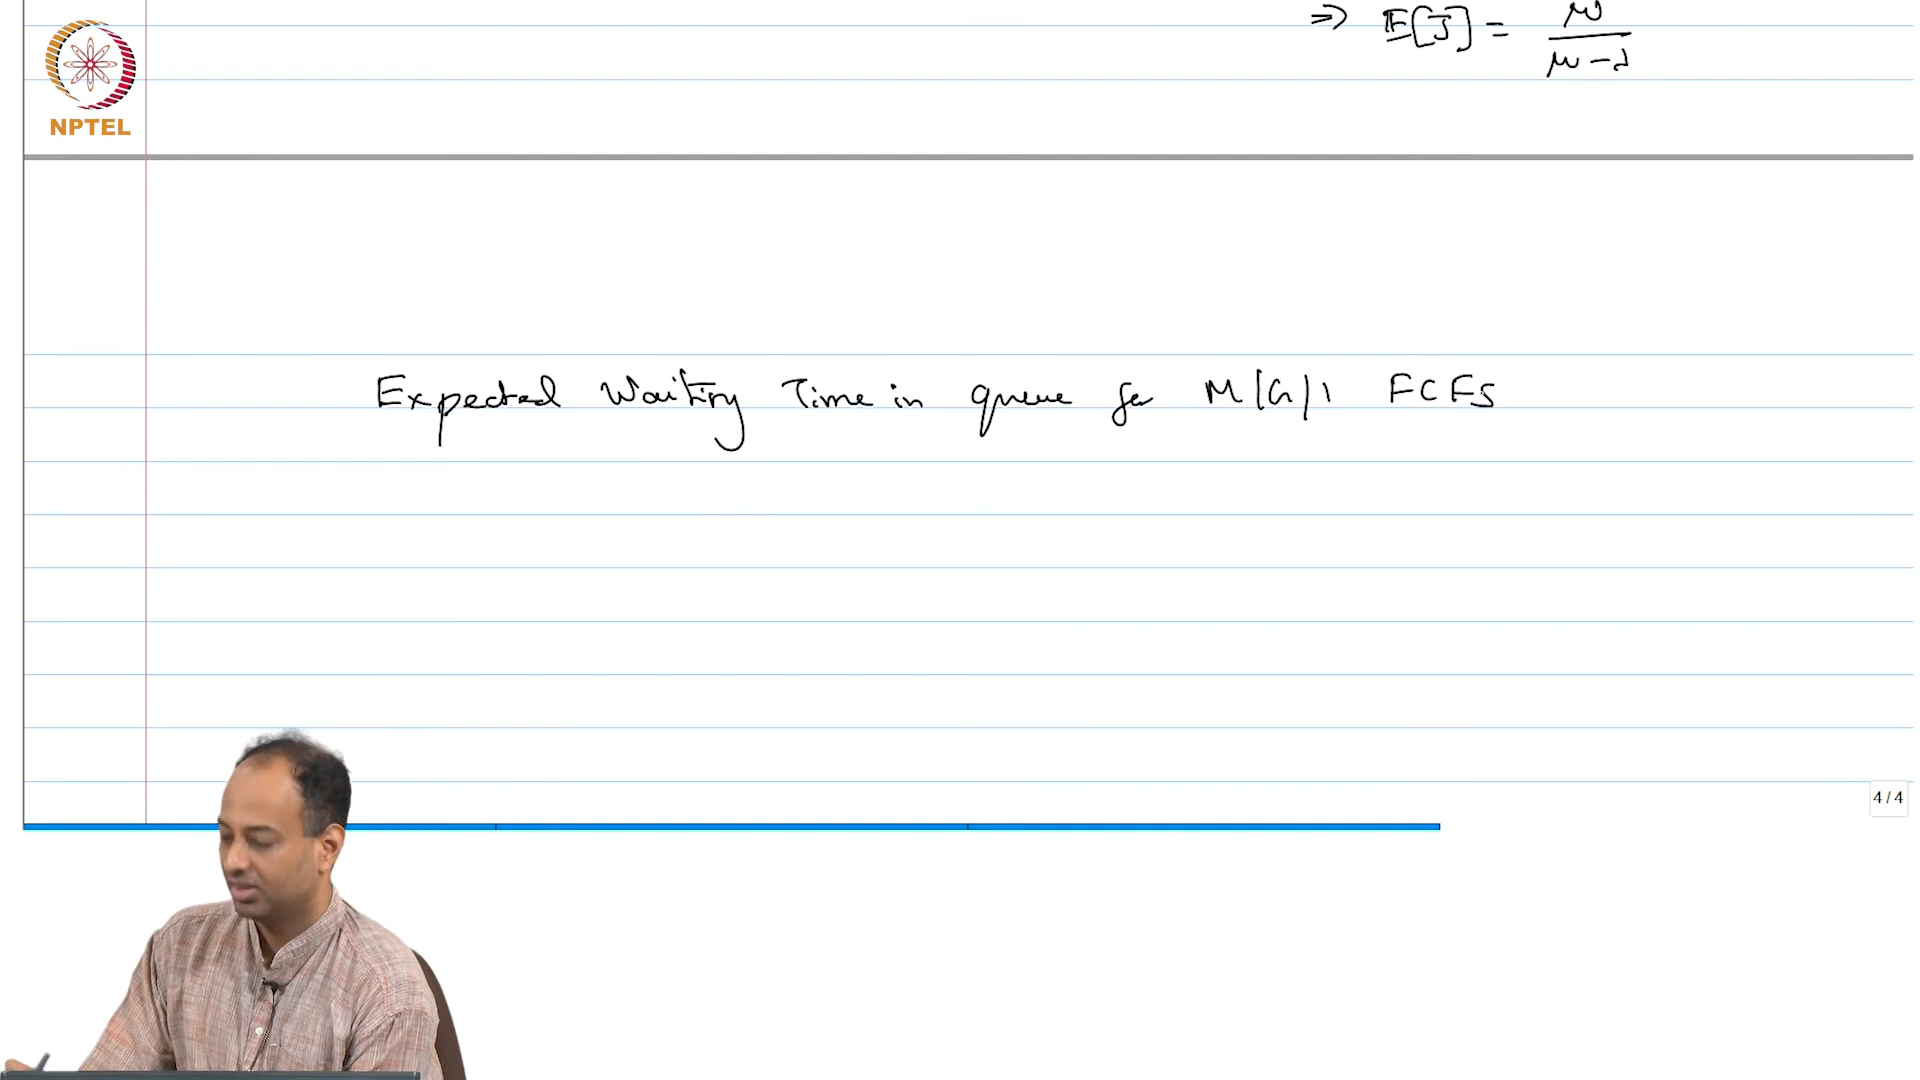 ⇒ E[J] = μ / (μ-λ)
NPTEL
Expected Waiting Time in queue for M/G/1 FCFS
4 / 4